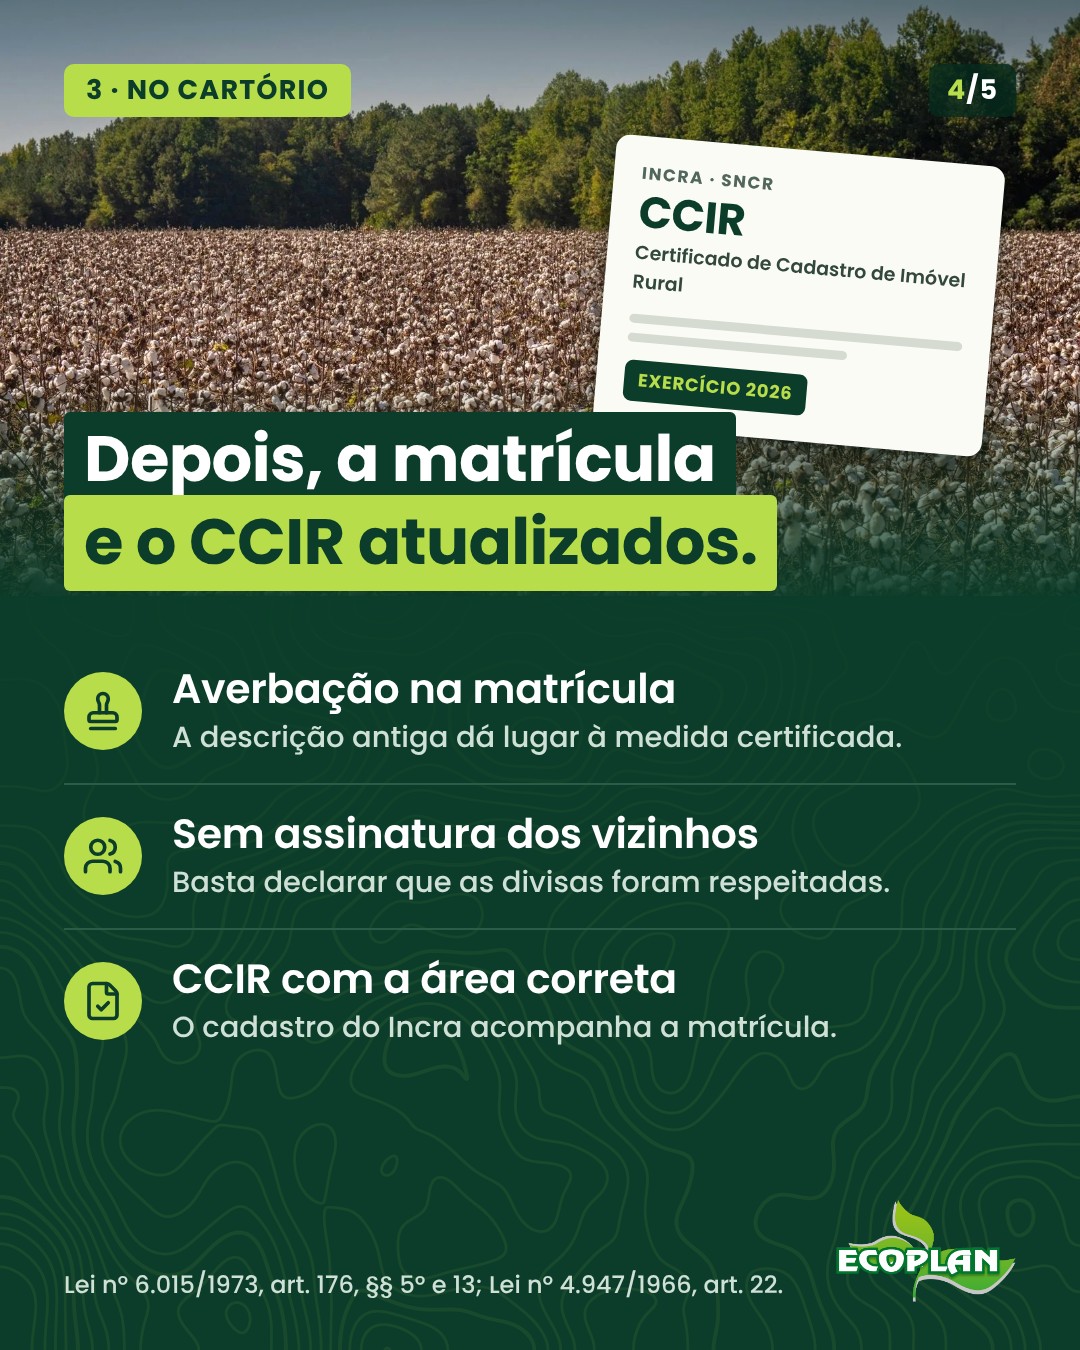 3 · NO CARTÓRIO
4/5
INCRA · SNCR
CCIR
Certificado de Cadastro de Imóvel
Rural
EXERCÍCIO 2026
Depois, a matrícula
e o CCIR atualizados.
Averbação na matrícula
A descrição antiga dá lugar à medida certificada.
Sem assinatura dos vizinhos
Basta declarar que as divisas foram respeitadas.
CCIR com a área correta
O cadastro do Incra acompanha a matrícula.
Lei nº 6.015/1973, art. 176, §§ 5º e 13; Lei nº 4.947/1966, art. 22.
ECOPLAN